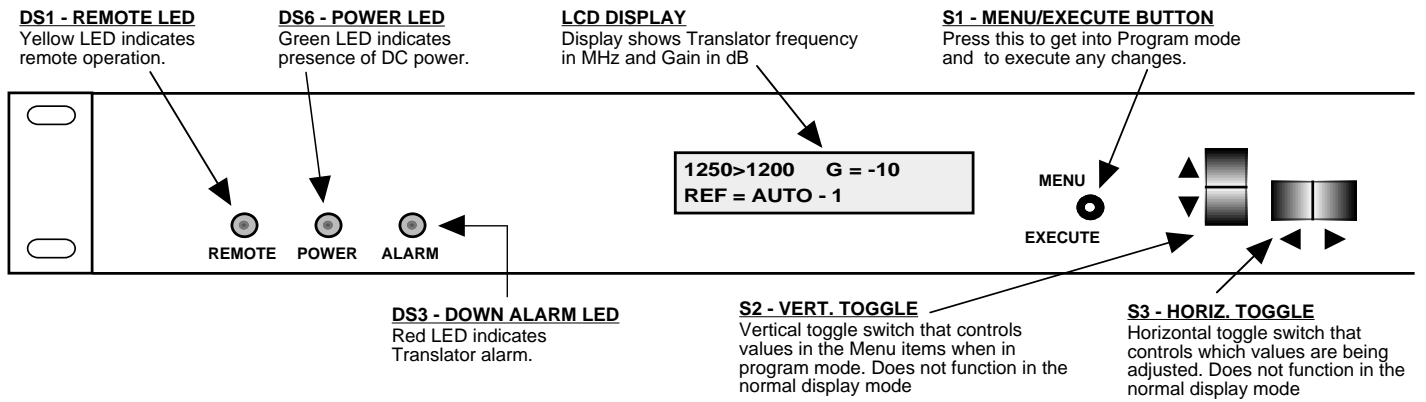 DS1 - REMOTE LED
Yellow LED indicates
remote operation.
DS6 - POWER LED
Green LED indicates
presence of DC power.
LCD DISPLAY
Display shows Translator frequency
in MHz and Gain in dB
S1 - MENU/EXECUTE BUTTON
Press this to get into Program mode
and to execute any changes.
1250>1200 G = -10
REF = AUTO - 1
MENU
EXECUTE
REMOTE POWER ALARM
DS3 - DOWN ALARM LED
Red LED indicates
Translator alarm.
S2 - VERT. TOGGLE
Vertical toggle switch that controls
values in the Menu items when in
program mode. Does not function in the
normal display mode
S3 - HORIZ. TOGGLE
Horizontal toggle switch that
controls which values are being
adjusted. Does not function in the
normal display mode